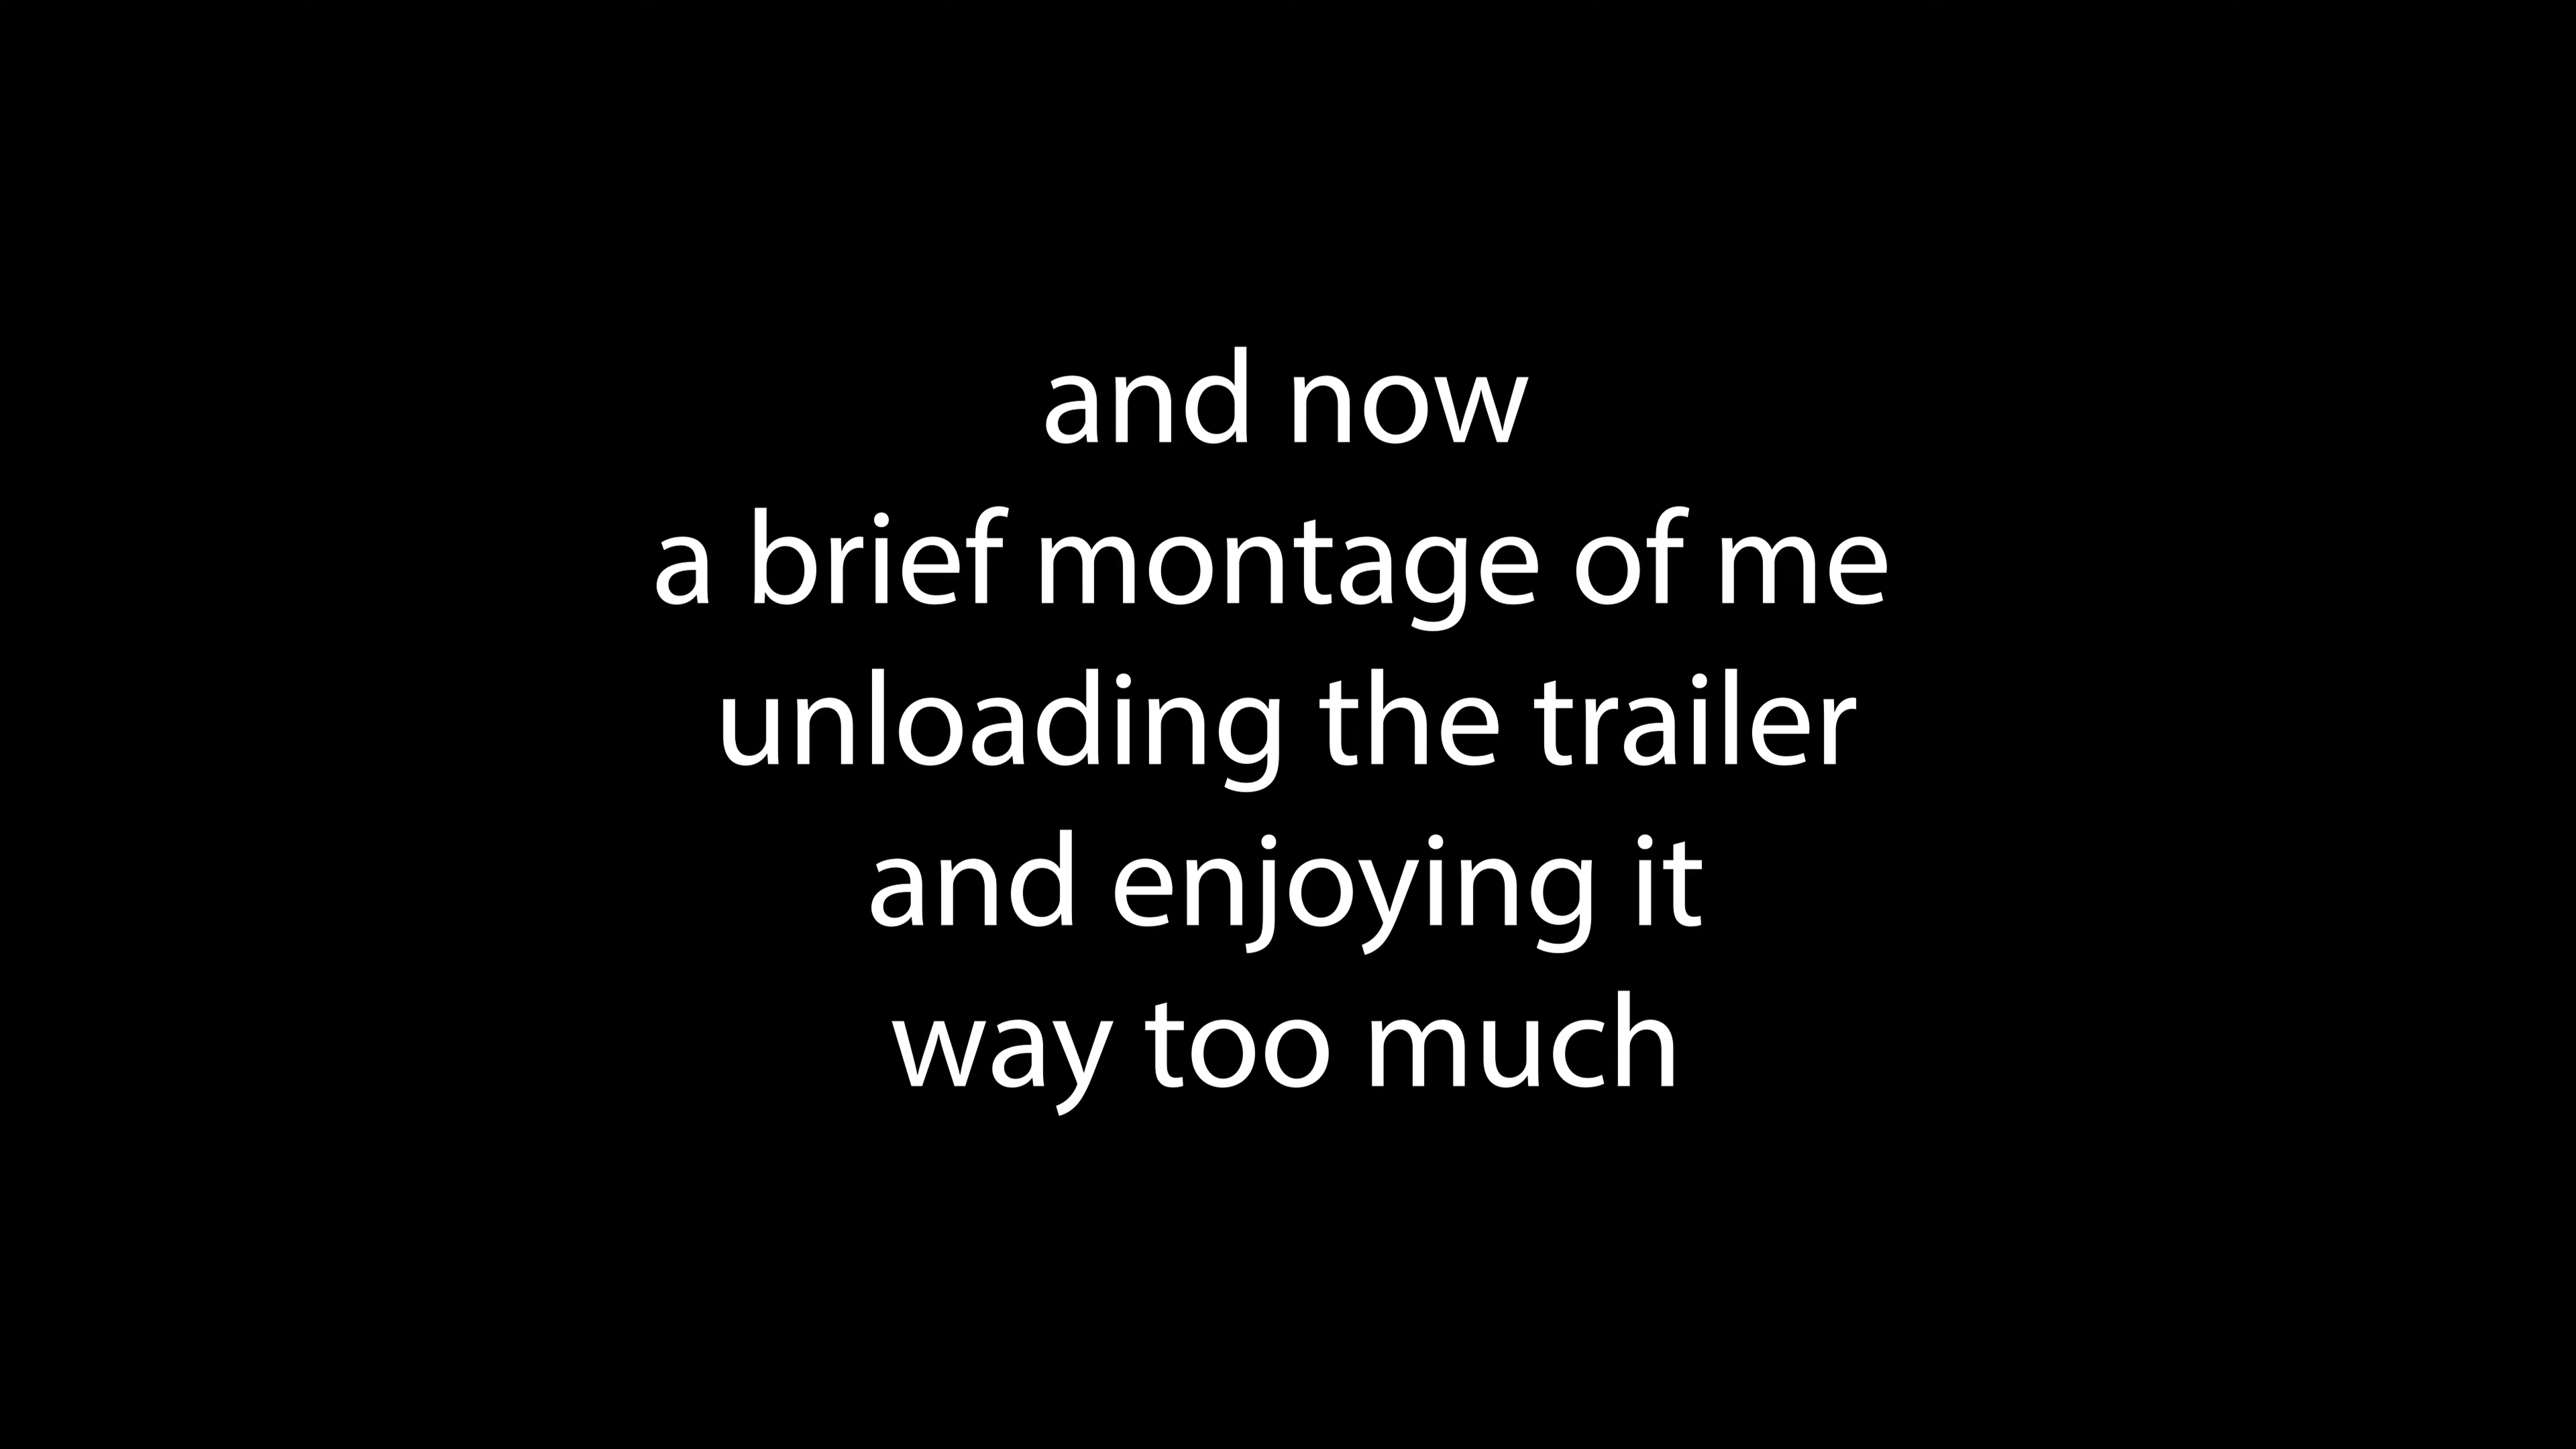 and now
a brief montage of me
unloading the trailer
and enjoying it
way too much